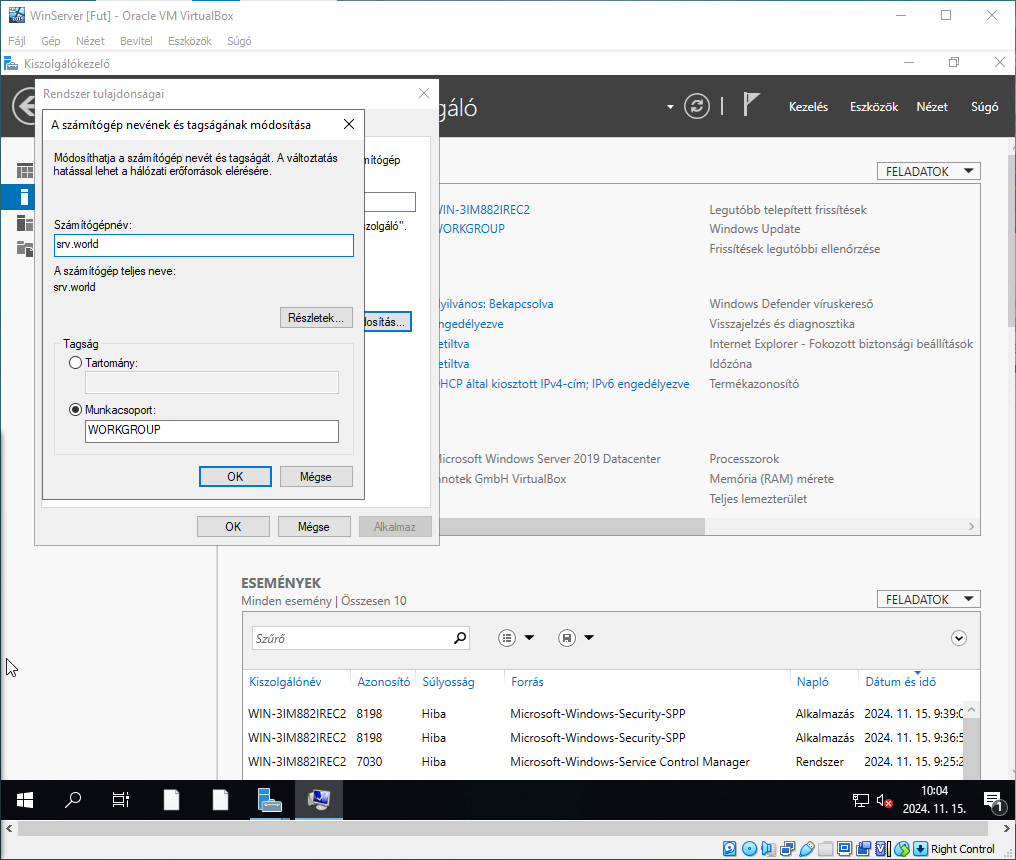 WinServer [Fut] - Oracle VM VirtualBox
Fájl Gép Nézet Bevitel Eszközök Súgó
Kiszolgálókezelő
Rendszer tulajdonságai
gáló
Kezelés Eszközök Nézet Súgó
A számítógép nevének és tagságának módosítása
Módosíthatja a számítógép nevét és tagságát. A változtatás
hatással lehet a hálózati erőforrások elérésére.
mítógép
zolgáló".
Számítógépnév:
srv.world
A számítógép teljes neve:
srv.world
Részletek...
losítás...
Tagság
Tartomány:
Munkacsoport:
WORKGROUP
OK Mégse
OK Mégse Alkalmaz
FELADATOK
WIN-3IM882IREC2 Legutóbb telepített frissítések
WORKGROUP Windows Update
Frissítések legutóbbi ellenőrzése
yilvános: Bekapcsolva Windows Defender víruskereső
ngedélyezve Visszajelzés és diagnosztika
etiltva Internet Explorer - Fokozott biztonsági beállítások
etiltva Időzóna
HCP által kiosztott IPv4-cím; IPv6 engedélyezve Termékazonosító
Microsoft Windows Server 2019 Datacenter Processzorok
nnotek GmbH VirtualBox Memória (RAM) mérete
Teljes lemezterület
ESEMÉNYEK
Minden esemény | Összesen 10
FELADATOK
Szűrő
Kiszolgálónév Azonosító Súlyosság Forrás Napló Dátum és idő
WIN-3IM882IREC2 8198 Hiba Microsoft-Windows-Security-SPP Alkalmazás 2024. 11. 15. 9:39:0
WIN-3IM882IREC2 8198 Hiba Microsoft-Windows-Security-SPP Alkalmazás 2024. 11. 15. 9:36:5
WIN-3IM882IREC2 7030 Hiba Microsoft-Windows-Service Control Manager Rendszer 2024. 11. 15. 9:25:2
10:04
2024. 11. 15.
1
Right Control